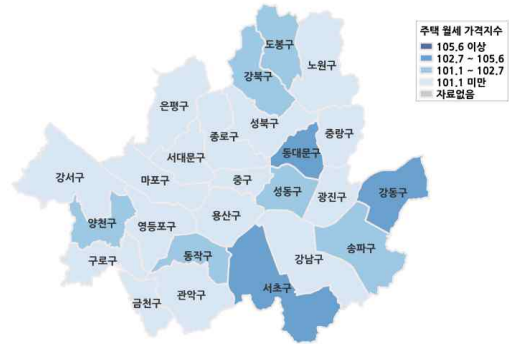 주택 월세 가격지수
105.6 이상
102.7 ~ 105.6
101.1 ~ 102.7
101.1 미만
자료없음
도봉구
노원구
강북구
은평구
성북구
종로구
중랑구
동대문구
서대문구
강서구
마포구
중구
성동구
광진구
강동구
양천구
영등포구
용산구
송파구
구로구
동작구
강남구
서초구
금천구
관악구